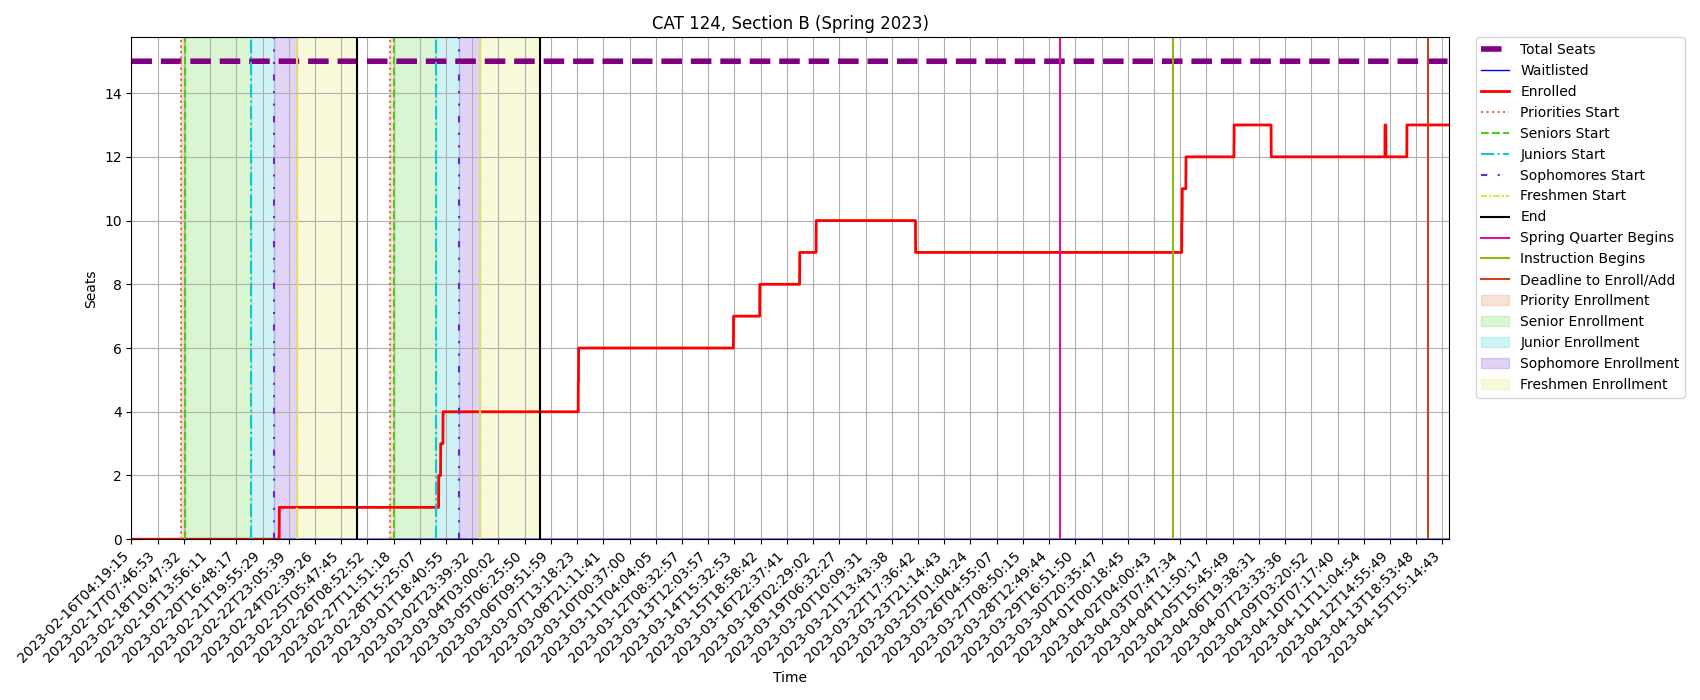 CAT 124, Section B (Spring 2023)
Seats
14
12
10
8
6
4
2
0
2023-02-16T04:19:15
2023-02-17T07:46:53
2023-02-18T10:47:32
2023-02-19T13:56:11
2023-02-20T16:48:17
2023-02-21T19:55:29
2023-02-22T23:05:39
2023-02-24T02:39:26
2023-02-25T05:47:45
2023-02-26T08:52:52
2023-02-27T11:51:18
2023-02-28T15:25:07
2023-03-01T18:40:55
2023-03-02T23:39:32
2023-03-04T03:00:02
2023-03-05T06:25:50
2023-03-06T09:51:59
2023-03-07T13:18:23
2023-03-08T21:11:41
2023-03-10T00:37:00
2023-03-11T04:04:05
2023-03-12T08:32:57
2023-03-13T12:03:57
2023-03-14T15:32:53
2023-03-15T18:58:42
2023-03-16T22:37:41
2023-03-18T02:29:02
2023-03-19T06:32:27
2023-03-20T10:09:31
2023-03-21T13:43:38
2023-03-22T17:36:42
2023-03-23T21:14:43
2023-03-25T01:04:24
2023-03-26T04:55:07
2023-03-27T08:50:15
2023-03-28T12:49:44
2023-03-29T16:51:50
2023-03-30T20:35:47
2023-04-01T00:18:45
2023-04-02T04:00:43
2023-04-03T07:47:34
2023-04-04T11:50:17
2023-04-05T15:45:49
2023-04-06T19:38:31
2023-04-07T23:33:36
2023-04-09T03:20:52
2023-04-10T07:17:40
2023-04-11T11:04:54
2023-04-12T14:55:49
2023-04-13T18:53:48
2023-04-15T15:14:43
Time
Total Seats
Waitlisted
Enrolled
Priorities Start
Seniors Start
Juniors Start
Sophomores Start
Freshmen Start
End
Spring Quarter Begins
Instruction Begins
Deadline to Enroll/Add
Priority Enrollment
Senior Enrollment
Junior Enrollment
Sophomore Enrollment
Freshmen Enrollment